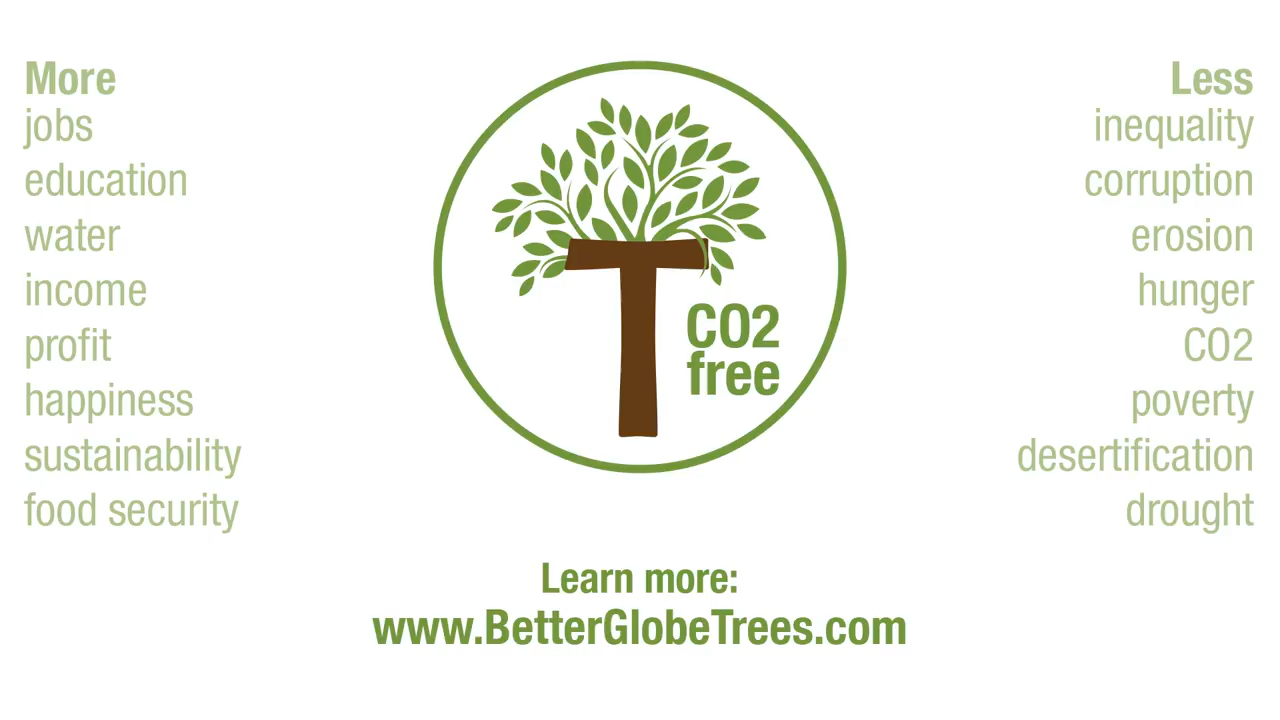 More
jobs
education
water
income
profit
happiness
sustainability
food security
CO2
free
Less
inequality
corruption
erosion
hunger
CO2
poverty
desertification
drought
Learn more:
www.BetterGlobeTrees.com